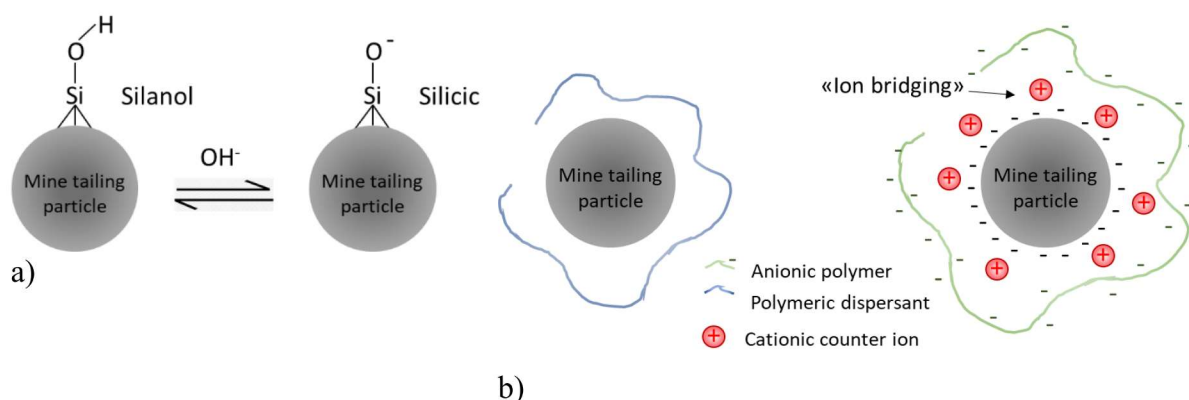 H
O
Si
Silanol
Mine tailing
particle
OH-
O-
Si
Silicic
Mine tailing
particle
a)
Mine tailing
particle
«Ion bridging»
Mine tailing
particle
Anionic polymer
Polymeric dispersant
Cationic counter ion
b)